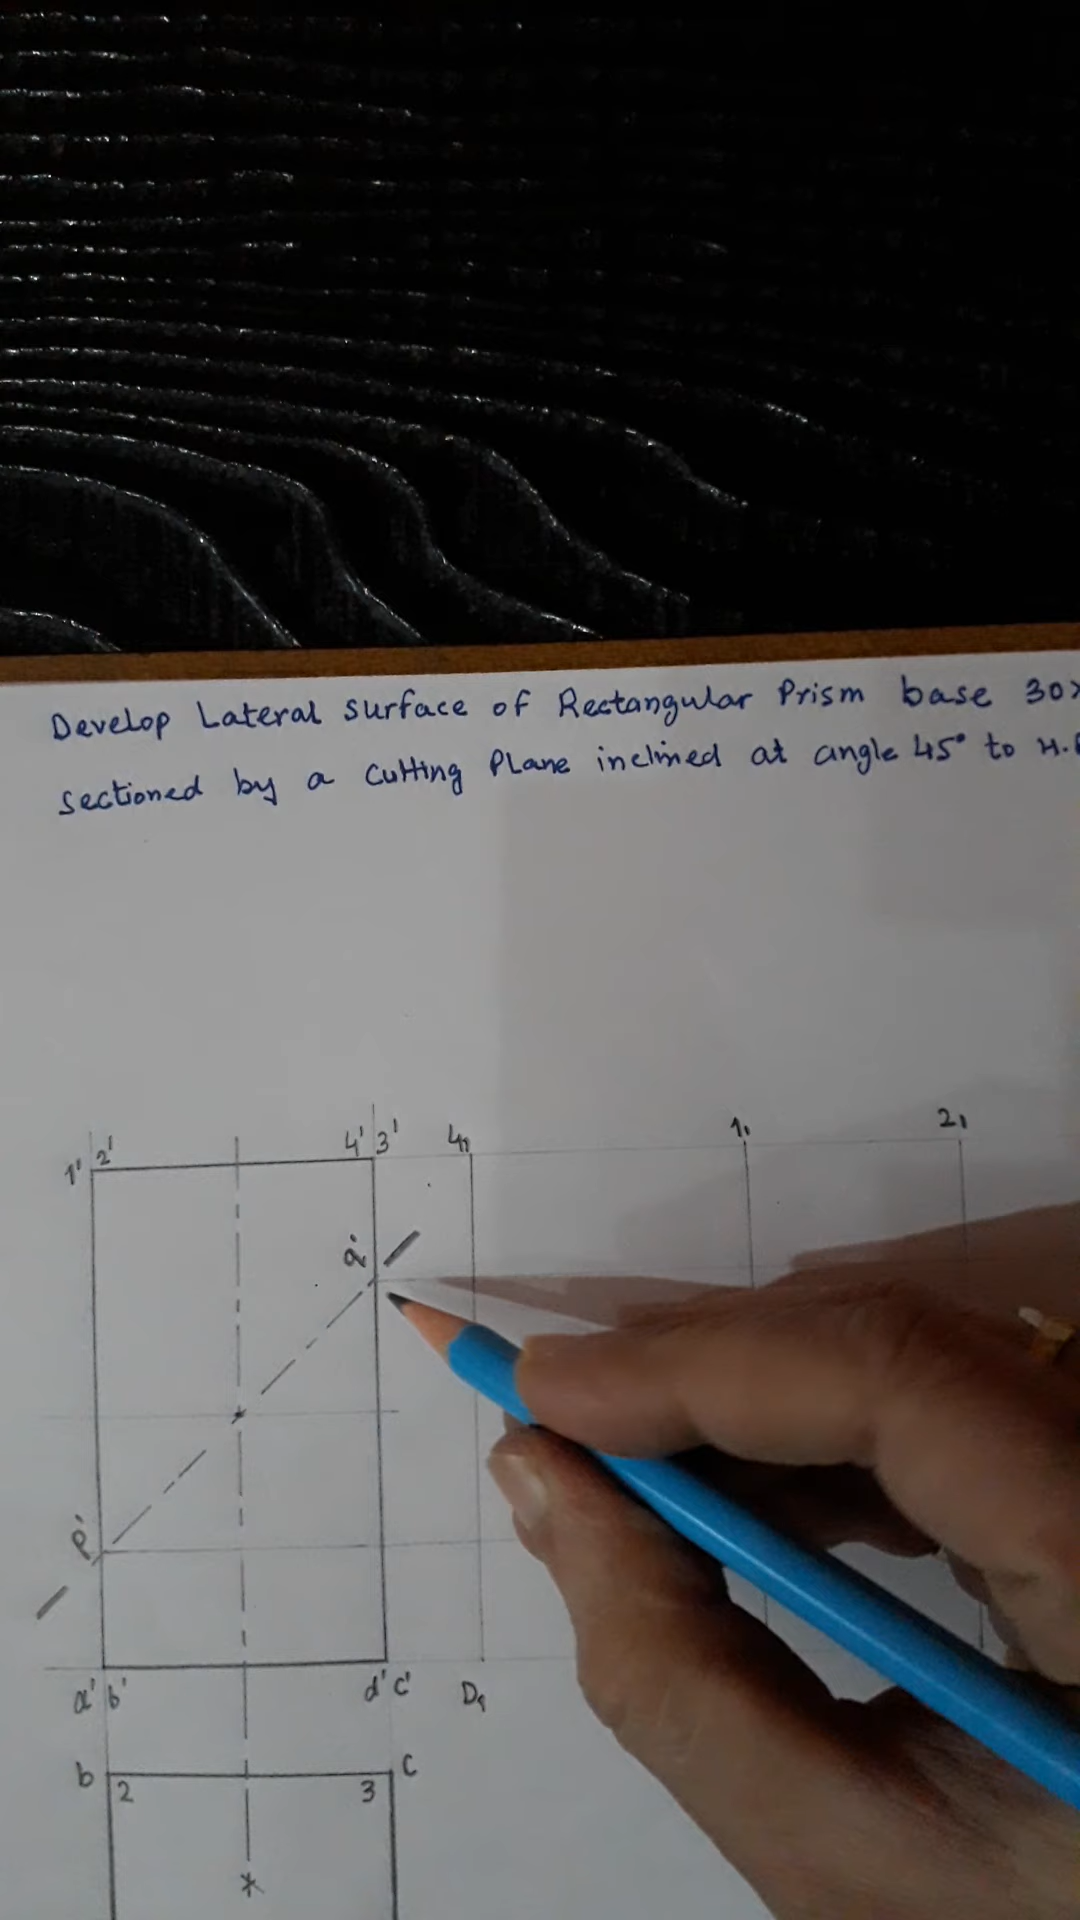 Develop Lateral surface of Rectangular Prism base 30x
sectioned by a cutting Plane inclined at angle 45° to H.P
1' 2' 4' 3' 4₁ 1₁ 2₁
q'
p'
a' b' d' c' D₁
b c
2 3